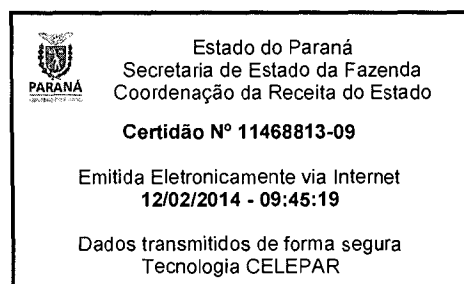 Estado do Paraná
Secretaria de Estado da Fazenda
Coordenação da Receita do Estado
PARANÁ
Certidão Nº 11468813-09
Emitida Eletronicamente via Internet
12/02/2014 - 09:45:19
Dados transmitidos de forma segura
Tecnologia CELEPAR